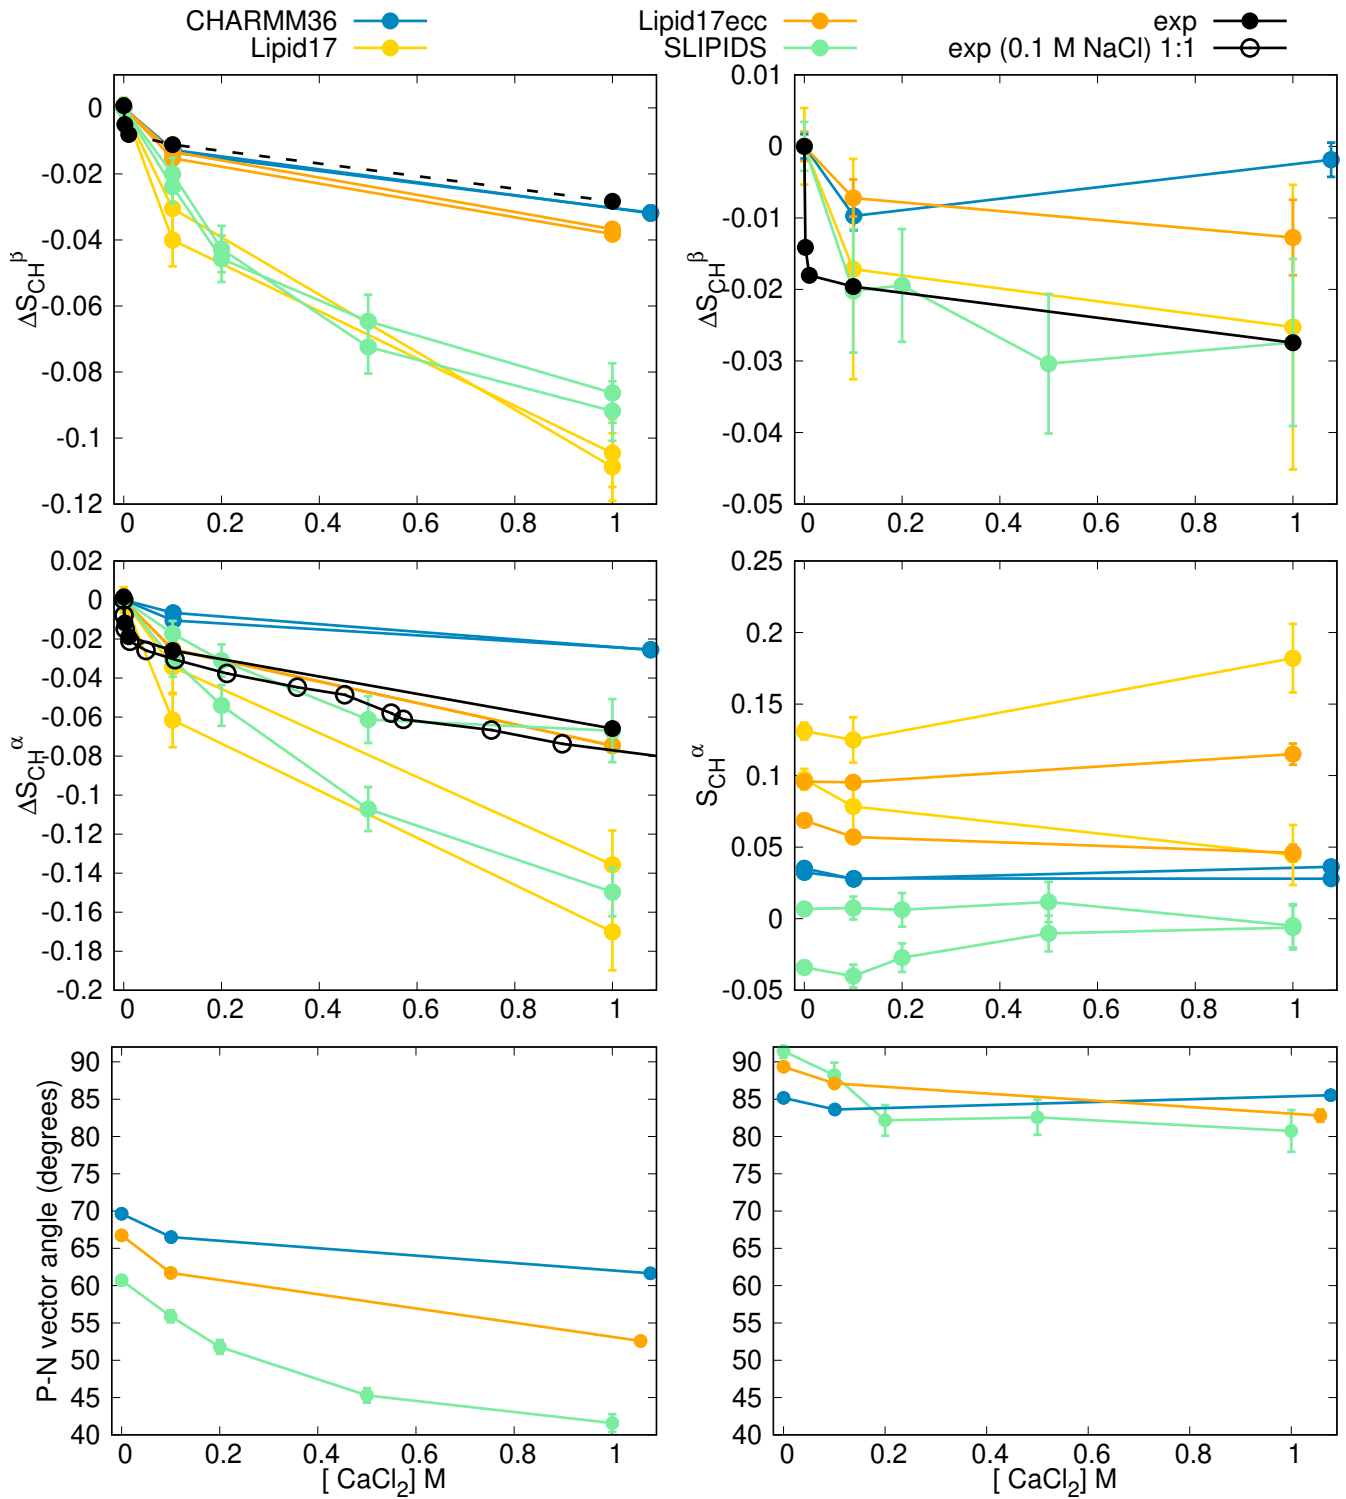 CHARMM36
Lipid17
Lipid17ecc
SLIPIDS
exp
exp (0.1 M NaCl) 1:1
0
-0.02
-0.04
-0.06
-0.08
-0.1
-0.12
ΔS_CH^β
0 0.2 0.4 0.6 0.8 1
0.01
0
-0.01
-0.02
-0.03
-0.04
-0.05
ΔS_CH^β
0 0.2 0.4 0.6 0.8 1
0.02
0
-0.02
-0.04
-0.06
-0.08
-0.1
-0.12
-0.14
-0.16
-0.18
-0.2
ΔS_CH^α
0 0.2 0.4 0.6 0.8 1
0.25
0.2
0.15
0.1
0.05
0
-0.05
S_CH^α
0 0.2 0.4 0.6 0.8 1
90
85
80
75
70
65
60
55
50
45
40
P-N vector angle (degrees)
0 0.2 0.4 0.6 0.8 1
[ CaCl₂] M
90
85
80
75
70
65
60
55
50
45
40
0 0.2 0.4 0.6 0.8 1
[ CaCl₂] M